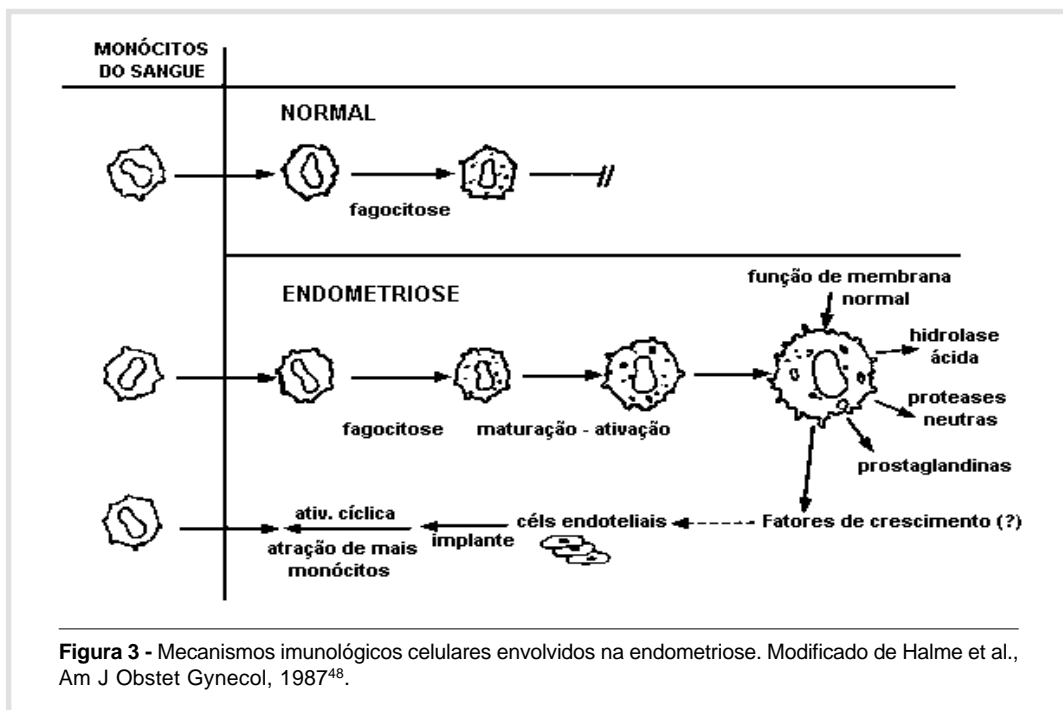 MONÓCITOS
DO SANGUE
NORMAL
fagocitose
ENDOMETRIOSE
função de membrana
normal
hidrolase
ácida
proteases
neutras
prostaglandinas
fagocitose
maturação - ativação
ativ. cíclica
atração de mais
monócitos
implante
céls endoteliais
Fatores de crescimento (?)
Figura 3 - Mecanismos imunológicos celulares envolvidos na endometriose. Modificado de Halme et al.,
Am J Obstet Gynecol, 1987⁴⁸.